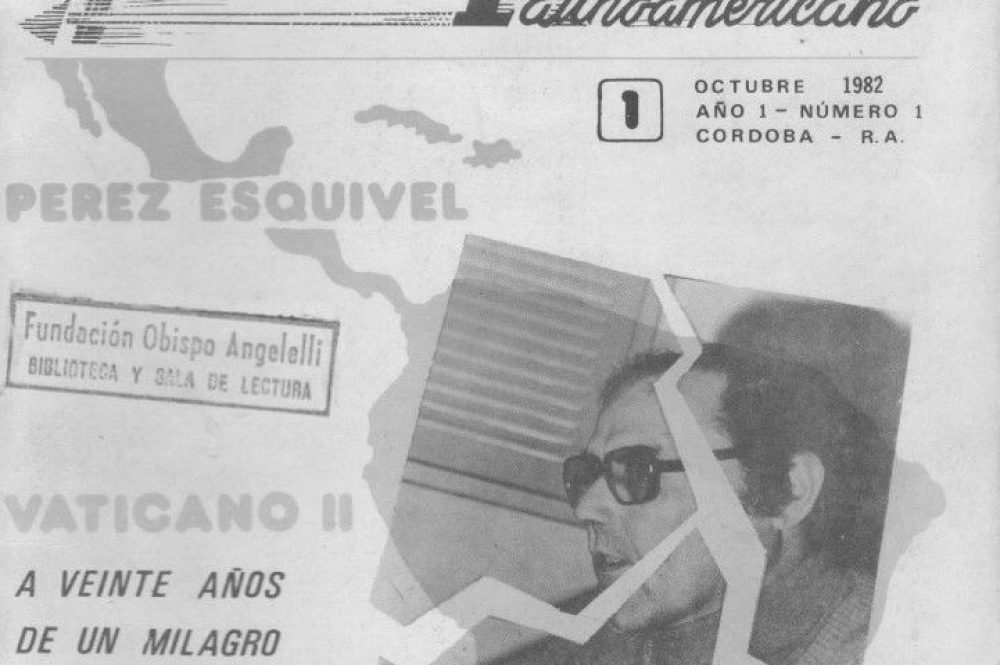 Latinoamericano
1
OCTUBRE 1982
AÑO 1 - NÚMERO 1
CORDOBA - R.A.
PEREZ ESQUIVEL
Fundación Obispo Angelelli
BIBLIOTECA Y SALA DE LECTURA
VATICANO II
A VEINTE AÑOS
DE UN MILAGRO